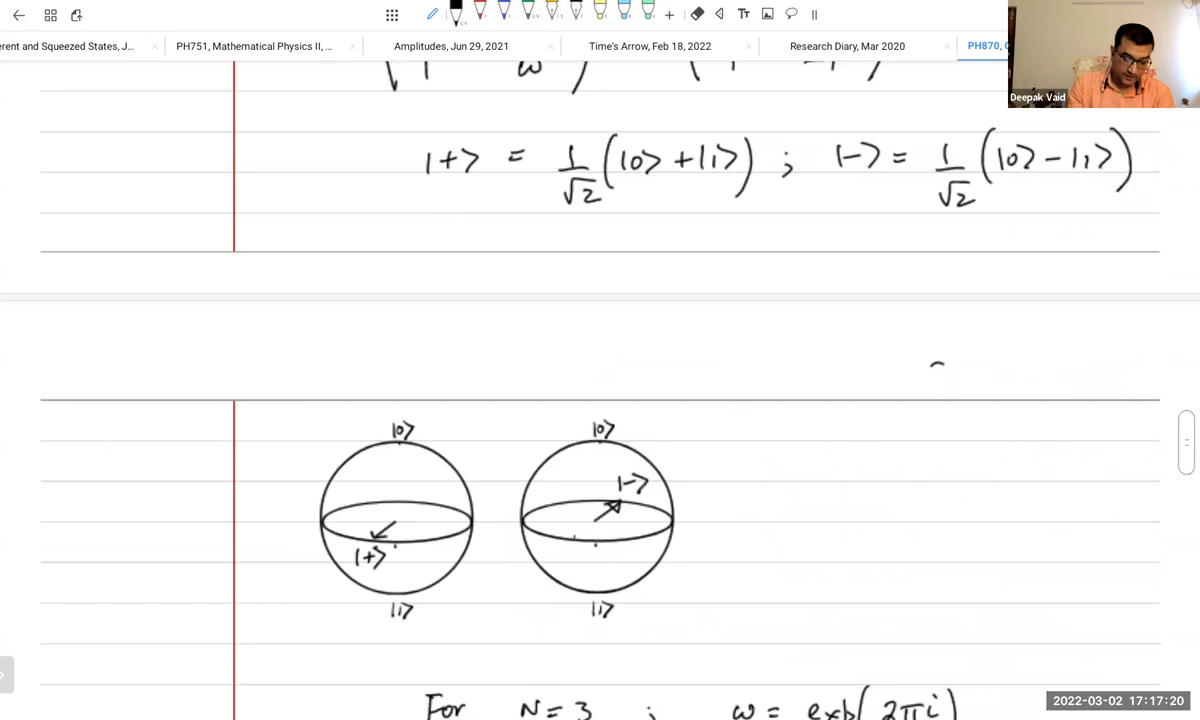 erent and Squeezed States, J... PH751, Mathematical Physics II, ... Amplitudes, Jun 29, 2021 Time's Arrow, Feb 18, 2022 Research Diary, Mar 2020 PH870,
Deepak Vaid
ω
|+> = 1/√2 (|0> + |1>) ; |-> = 1/√2 (|0> - |1>)
|0> |0>
|->
|+>
|1> |1>
For N = 3 ; ω = exp(2πi)
2022-03-02 17:17:20